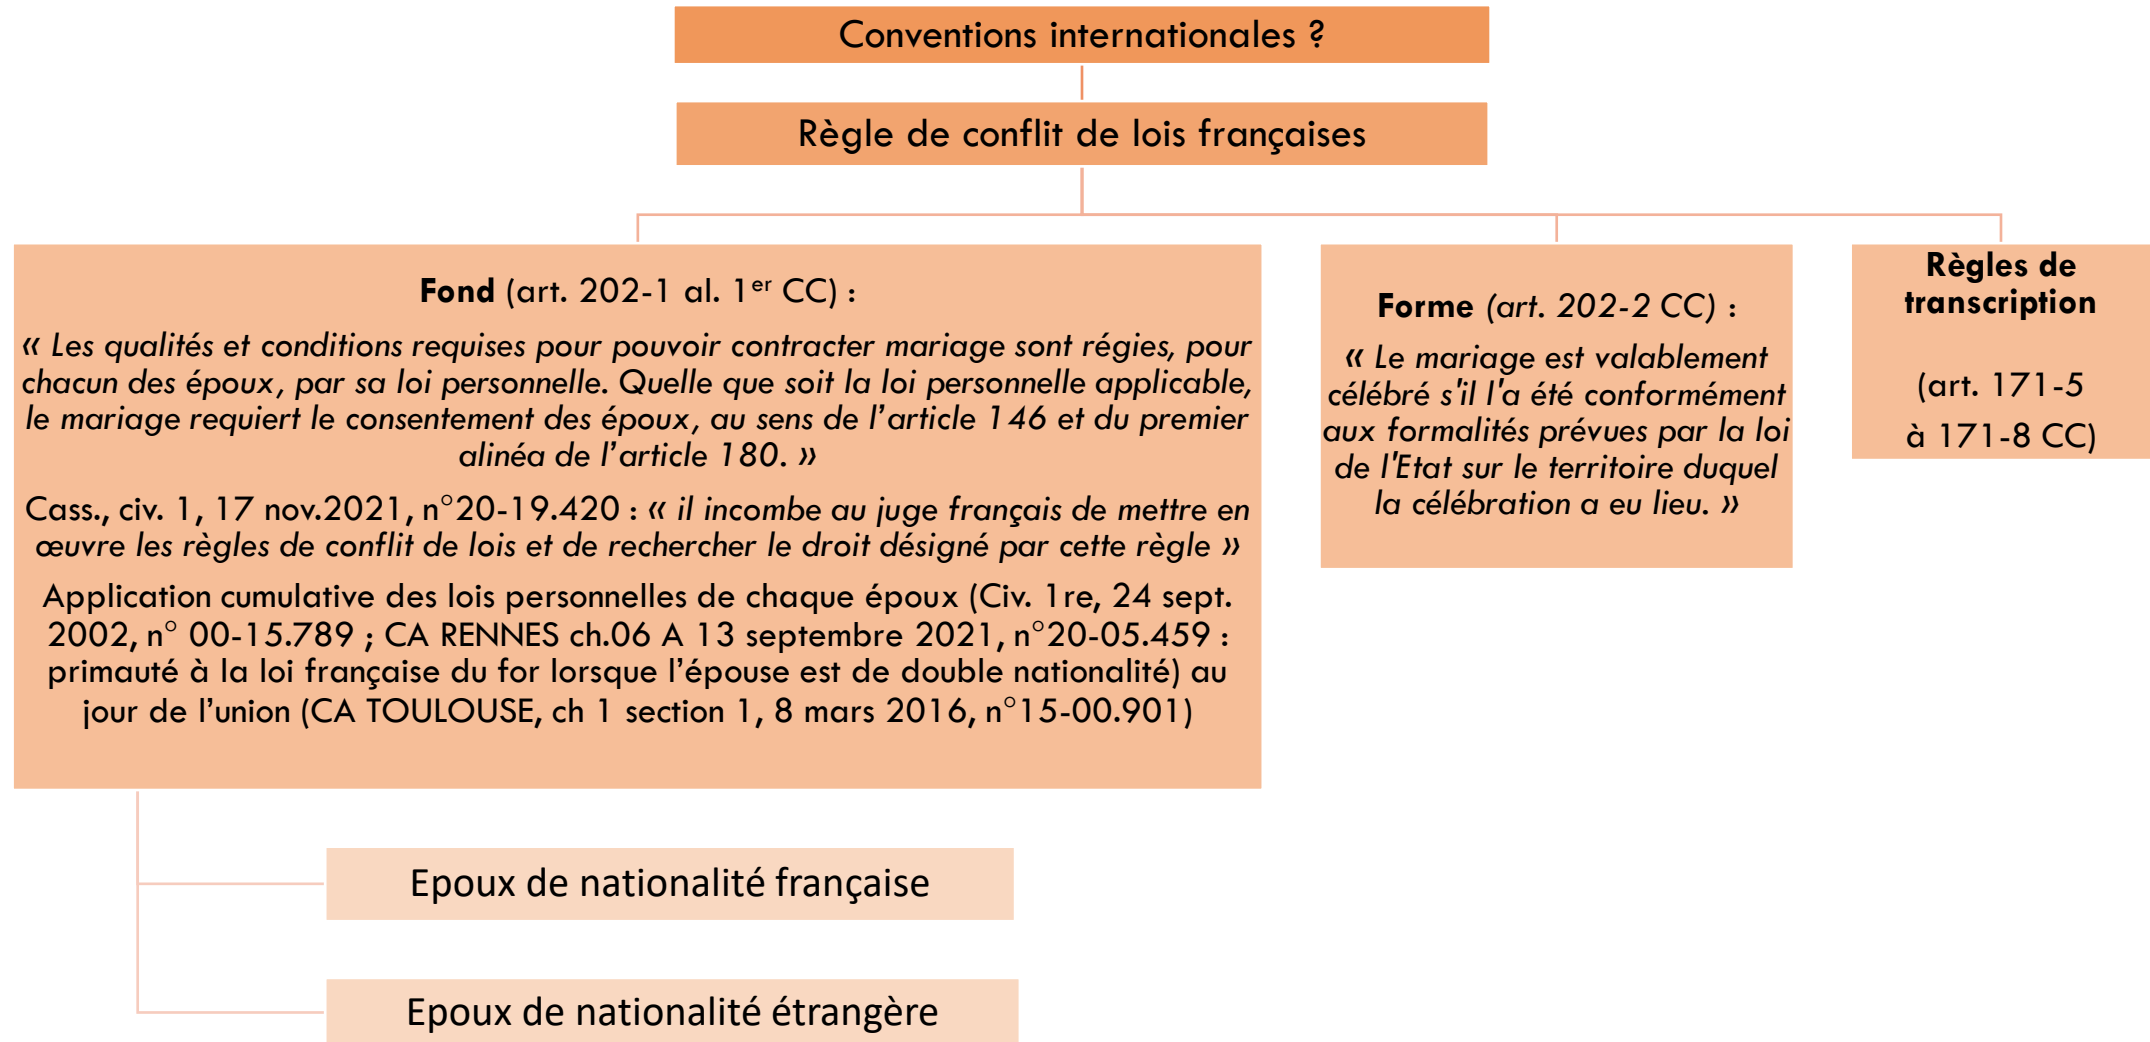 Conventions internationales ?
Règle de conflit de lois françaises
Fond (art. 202-1 al. 1er CC) :
« Les qualités et conditions requises pour pouvoir contracter mariage sont régies, pour
chacun des époux, par sa loi personnelle. Quelle que soit la loi personnelle applicable,
le mariage requiert le consentement des époux, au sens de l'article 146 et du premier
alinéa de l'article 180. »
Cass., civ. 1, 17 nov.2021, n°20-19.420 : « il incombe au juge français de mettre en
œuvre les règles de conflit de lois et de rechercher le droit désigné par cette règle »
Application cumulative des lois personnelles de chaque époux (Civ. 1re, 24 sept.
2002, n° 00-15.789 ; CA RENNES ch.06 A 13 septembre 2021, n°20-05.459 :
primauté à la loi française du for lorsque l'épouse est de double nationalité) au
jour de l'union (CA TOULOUSE, ch 1 section 1, 8 mars 2016, n°15-00.901)
Forme (art. 202-2 CC) :
« Le mariage est valablement
célébré s'il l'a été conformément
aux formalités prévues par la loi
de l'Etat sur le territoire duquel
la célébration a eu lieu. »
Règles de
transcription
(art. 171-5
à 171-8 CC)
Epoux de nationalité française
Epoux de nationalité étrangère